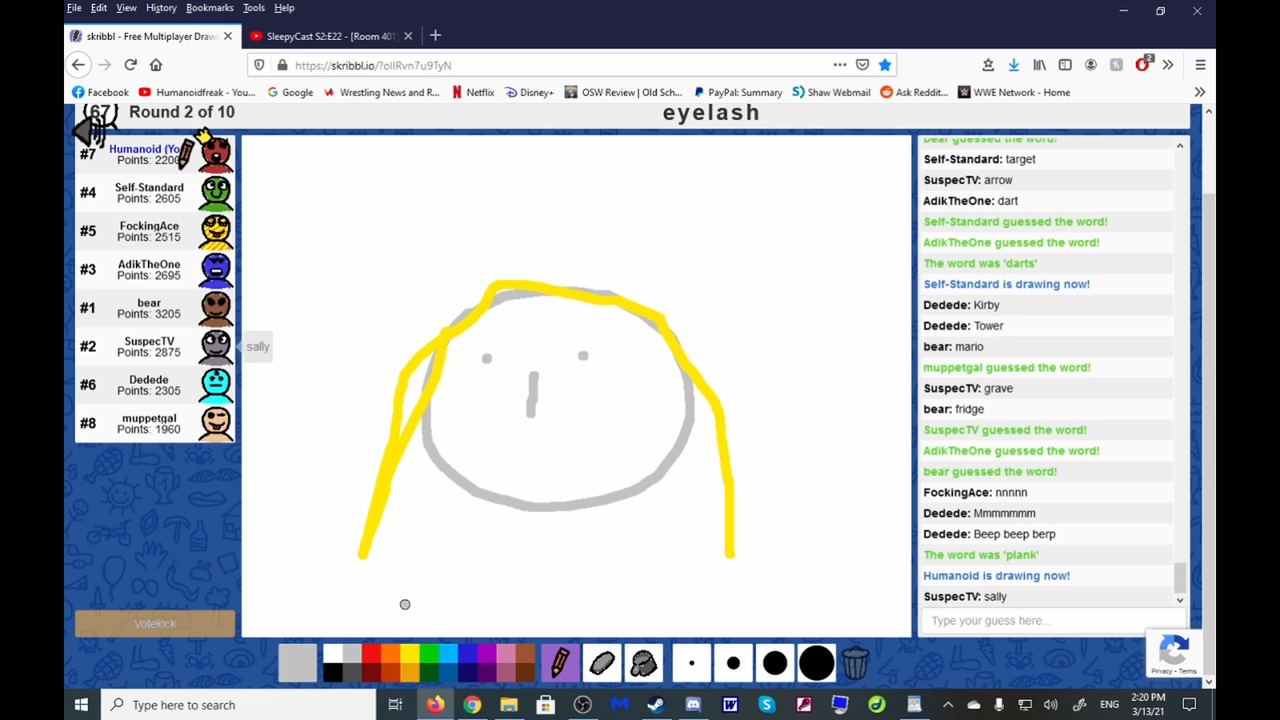 File Edit View History Bookmarks Tools Help
skribbl - Free Multiplayer Draw
SleepyCast S2:E22 - [Room 401]
https://skribbl.io/?olIRvn7u9TyN
2
Facebook Humanoidfreak - You... Google Wrestling News and R... Netflix Disney+ OSW Review | Old Sch... PayPal: Summary Shaw Webmail Ask Reddit... WWE Network - Home
67 Round 2 of 10 eyelash
#7 Humanoid (Yo
Points: 2200
#4 Self-Standard
Points: 2605
#5 FockingAce
Points: 2515
#3 AdikTheOne
Points: 2695
#1 bear
Points: 3205
#2 SuspecTV
Points: 2875
sally
#6 Dedede
Points: 2305
#8 muppetgal
Points: 1960
Votekick
bear guessed the word!
Self-Standard: target
SuspecTV: arrow
AdikTheOne: dart
Self-Standard guessed the word!
AdikTheOne guessed the word!
The word was 'darts'
Self-Standard is drawing now!
Dedede: Kirby
Dedede: Tower
bear: mario
muppetgal guessed the word!
SuspecTV: grave
bear: fridge
SuspecTV guessed the word!
AdikTheOne guessed the word!
bear guessed the word!
FockingAce: nnnnn
Dedede: Mmmmmmm
Dedede: Beep beep berp
The word was 'plank'
Humanoid is drawing now!
SuspecTV: sally
Type your guess here...
Privacy - Terms
Type here to search
2:20 PM
3/13/21